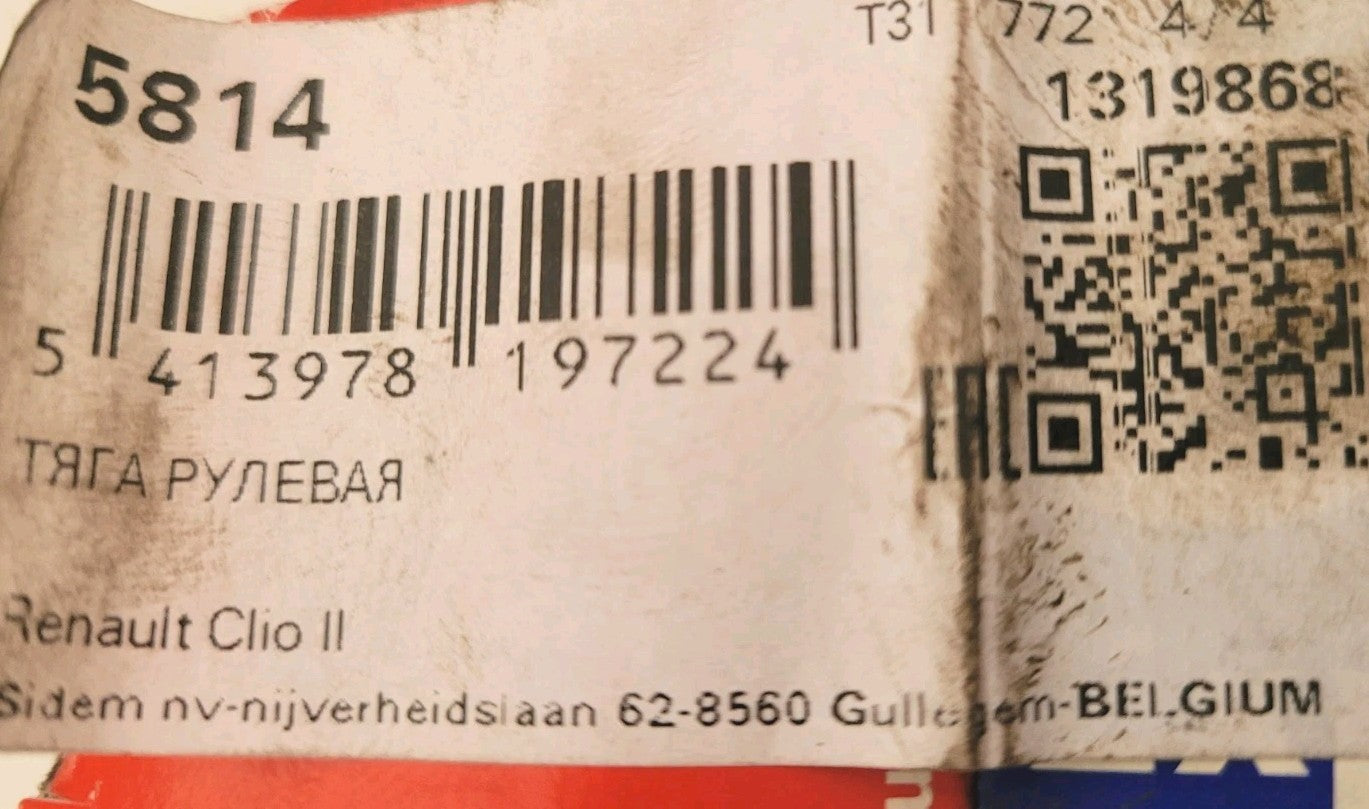 T31 772 4/4
5814
1319868
5 413978 197224
EAC
ТЯГА РУЛЕВАЯ
Renault Clio II
Sidem nv-nijverheidslaan 62-8560 Gullegem-BELGIUM